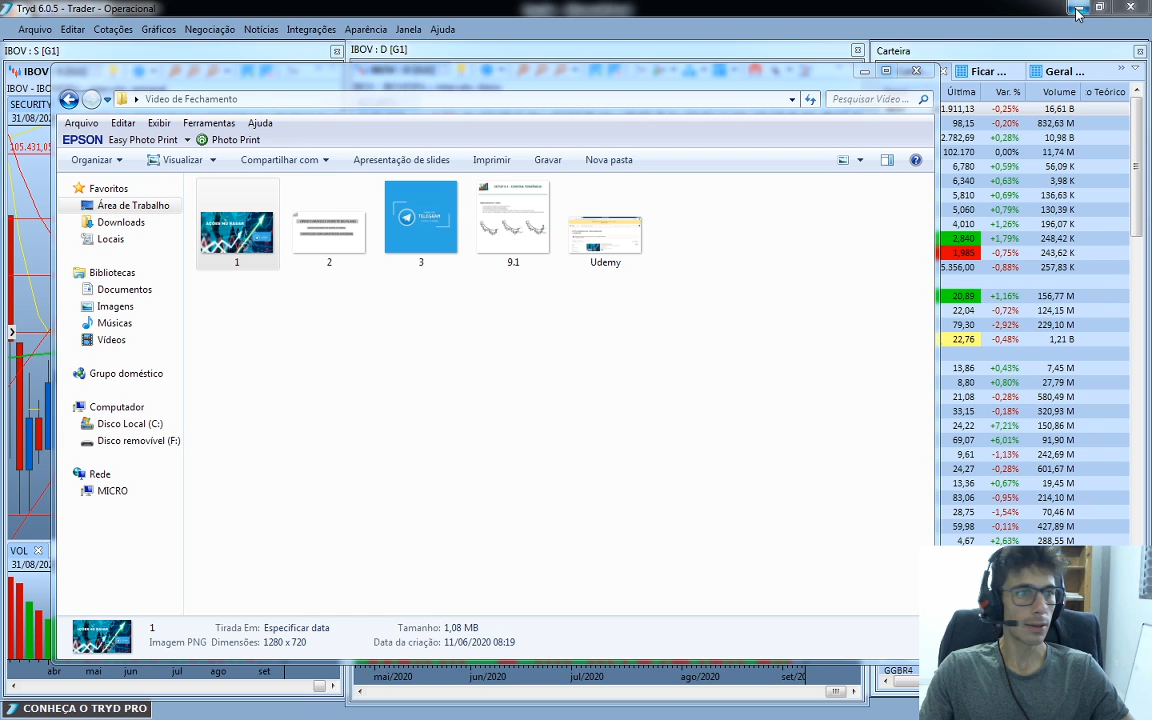 Tryd 6.0.5 - Trader - Operacional
Arquivo Editar Cotações Gráficos Negociação Notícias Integrações Aparência Janela Ajuda
IBOV : S [G1]
IBOV : D [G1]
Carteira
IBOV
Ficar ...
Geral ...
Vídeo de Fechamento
Pesquisar Vídeo ...
Arquivo Editar Exibir Ferramentas Ajuda
EPSON Easy Photo Print Photo Print
Organizar Visualizar Compartilhar com Apresentação de slides Imprimir Gravar Nova pasta
SECURITY
31/08/202
105.431,05
Favoritos
Área de Trabalho
Downloads
Locais
Bibliotecas
Documentos
Imagens
Músicas
Vídeos
Grupo doméstico
Computador
Disco Local (C:)
Disco removível (F:)
Rede
MICRO
1
2
3
9.1
Udemy
TELEGRAM
Última Var. % Volume o Teórico
1.911,13 -0,25% 16,61 B
98,15 -0,20% 832,63 M
2.782,69 +0,28% 10,98 B
102.170 0,00% 11,74 M
6,780 +0,59% 56,09 K
6,340 +0,63% 3,98 K
5,810 +0,69% 136,63 K
5,060 +0,79% 130,39 K
4,010 +1,26% 196,07 K
2,840 +1,79% 248,42 K
1,985 -0,75% 243,62 K
5.356,00 -0,88% 257,83 K
20,89 +1,16% 156,77 M
22,04 -0,72% 124,15 M
79,30 -2,92% 229,10 M
22,76 -0,48% 1,21 B
13,86 +0,43% 7,45 M
8,80 +0,80% 27,79 M
21,08 -0,28% 580,49 M
33,15 -0,18% 320,93 M
24,22 +7,21% 150,86 M
69,07 +6,01% 91,90 M
9,61 -1,13% 242,69 M
24,27 -0,28% 601,67 M
13,36 +0,67% 19,45 M
83,06 -0,95% 214,10 M
28,75 -1,54% 70,46 M
59,98 -0,11% 427,89 M
4,67 +2,63% 288,55 M
VOL
31/08/202
1 Tirada Em: Especificar data Tamanho: 1,08 MB
Imagem PNG Dimensões: 1280 x 720 Data da criação: 11/06/2020 08:19
abr mai jun jul ago set
mai/2020 jun/2020 jul/2020 ago/2020 set/20
GGBR4
CONHEÇA O TRYD PRO